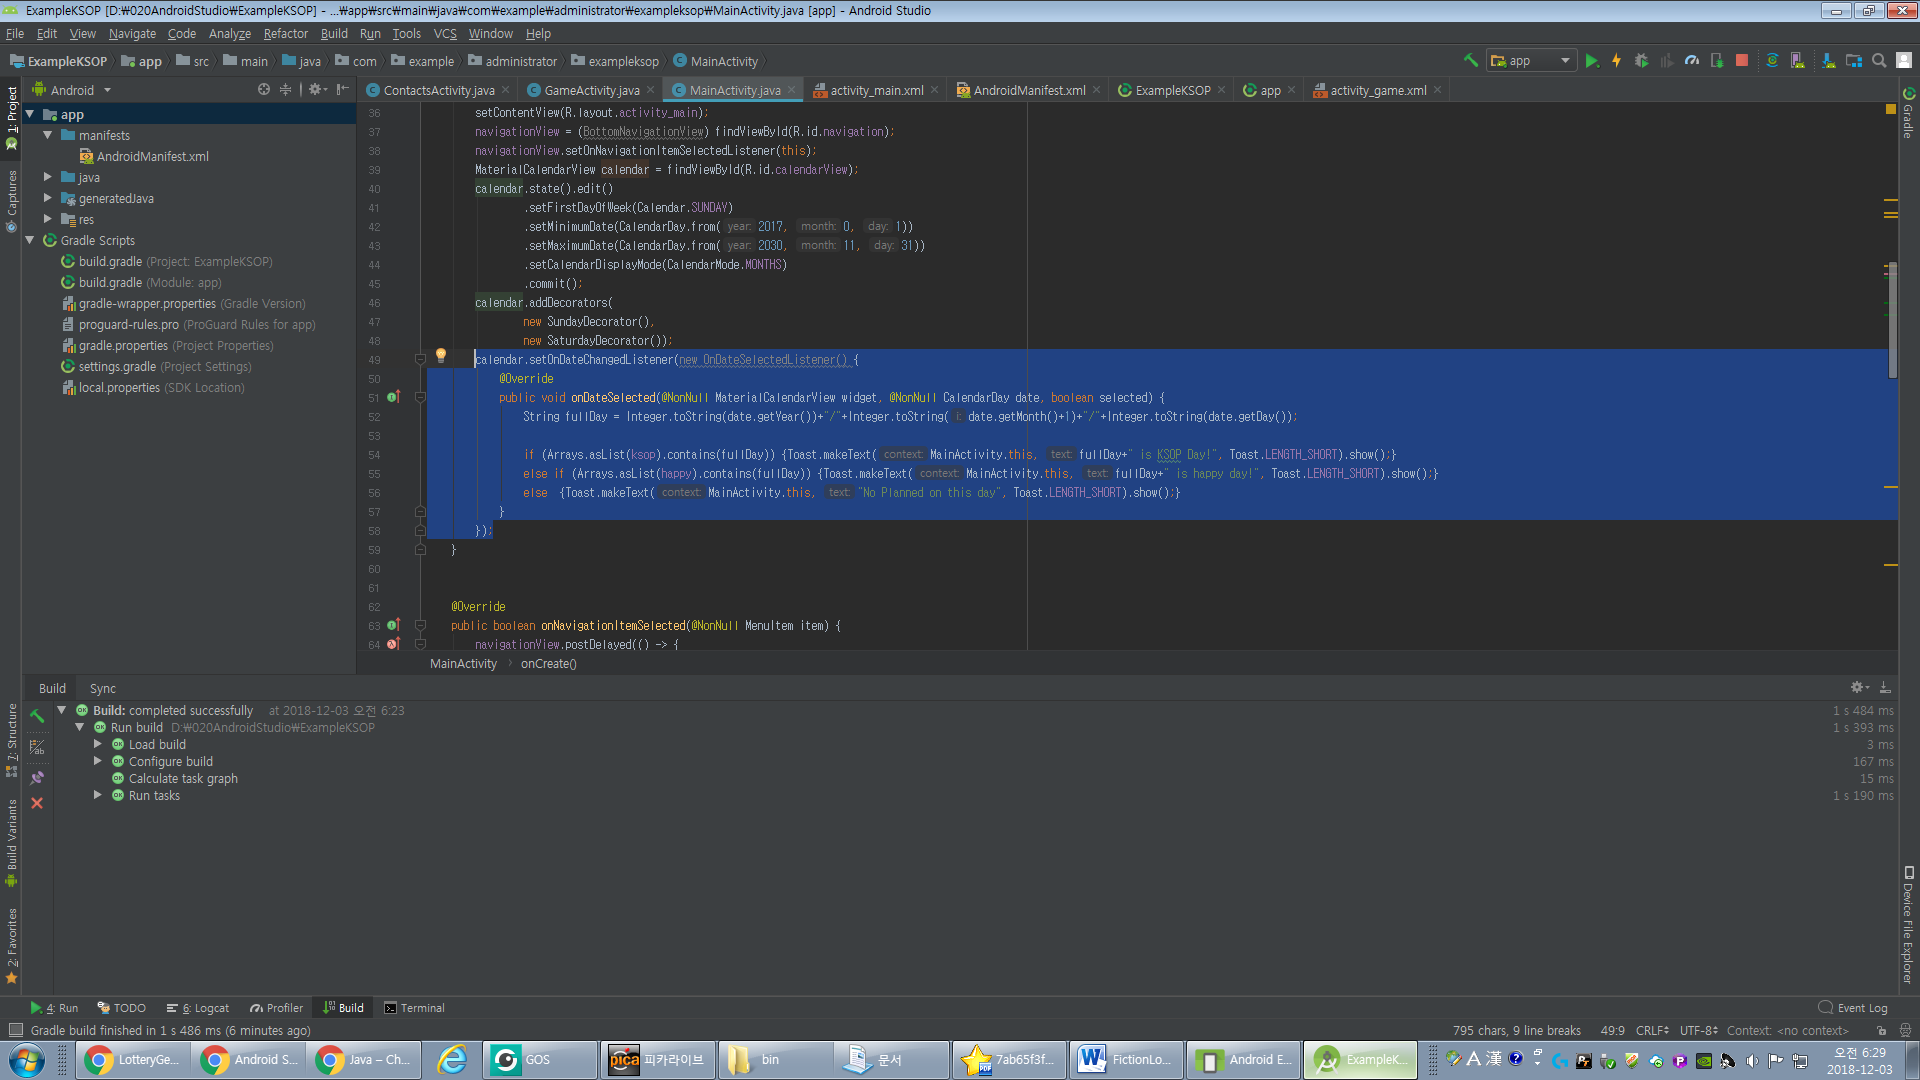 ExampleKSOP [D:₩020AndroidStudio₩ExampleKSOP] - ...₩app₩src₩main₩java₩com₩example₩administrator₩exampleksop₩MainActivity.java [app] - Android Studio
File Edit View Navigate Code Analyze Refactor Build Run Tools VCS Window Help
ExampleKSOP app src main java com example administrator exampleksop MainActivity app
1: Project
Captures
7: Structure
Build Variants
2: Favorites
Android
app
manifests
AndroidManifest.xml
java
generatedJava
res
Gradle Scripts
build.gradle (Project: ExampleKSOP)
build.gradle (Module: app)
gradle-wrapper.properties (Gradle Version)
proguard-rules.pro (ProGuard Rules for app)
gradle.properties (Project Properties)
settings.gradle (Project Settings)
local.properties (SDK Location)
ContactsActivity.java GameActivity.java MainActivity.java activity_main.xml AndroidManifest.xml ExampleKSOP app activity_game.xml
36 setContentView(R.layout.activity_main);
37 navigationView = (BottomNavigationView) findViewById(R.id.navigation);
38 navigationView.setOnNavigationItemSelectedListener(this);
39 MaterialCalendarView calendar = findViewById(R.id.calendarView);
40 calendar.state().edit()
41 .setFirstDayOfWeek(Calendar.SUNDAY)
42 .setMinimumDate(CalendarDay.from( year: 2017, month: 0, day: 1))
43 .setMaximumDate(CalendarDay.from( year: 2030, month: 11, day: 31))
44 .setCalendarDisplayMode(CalendarMode.MONTHS)
45 .commit();
46 calendar.addDecorators(
47 new SundayDecorator(),
48 new SaturdayDecorator());
49 calendar.setOnDateChangedListener(new OnDateSelectedListener() {
50 @Override
51 public void onDateSelected(@NonNull MaterialCalendarView widget, @NonNull CalendarDay date, boolean selected) {
52 String fullDay = Integer.toString(date.getYear())+"/"+Integer.toString( i: date.getMonth()+1)+"/"+Integer.toString(date.getDay());
53
54 if (Arrays.asList(ksop).contains(fullDay)) {Toast.makeText( context: MainActivity.this, text: fullDay+" is KSOP Day!", Toast.LENGTH_SHORT).show();}
55 else if (Arrays.asList(happy).contains(fullDay)) {Toast.makeText( context: MainActivity.this, text: fullDay+" is happy day!", Toast.LENGTH_SHORT).show();}
56 else {Toast.makeText( context: MainActivity.this, text: "No Planned on this day", Toast.LENGTH_SHORT).show();}
57 }
58 });
59 }
60
61
62 @Override
63 public boolean onNavigationItemSelected(@NonNull MenuItem item) {
64 navigationView.postDelayed(() -> {
MainActivity › onCreate()
Gradle
Device File Explorer
Build Sync
Build: completed successfully at 2018-12-03 오전 6:23 1 s 484 ms
Run build D:₩020AndroidStudio₩ExampleKSOP 1 s 393 ms
Load build 3 ms
Configure build 167 ms
Calculate task graph 15 ms
Run tasks 1 s 190 ms
4: Run TODO 6: Logcat Profiler Build Terminal Event Log
Gradle build finished in 1 s 486 ms (6 minutes ago) 795 chars, 9 line breaks 49:9 CRLF UTF-8 Context: <no context>
LotteryGe... Android S... Java – Ch... GOS pica 피카라이브 bin 문서 7ab65f3f... FictionLo... Android E... ExampleK... A 漢 오전 6:29
2018-12-03